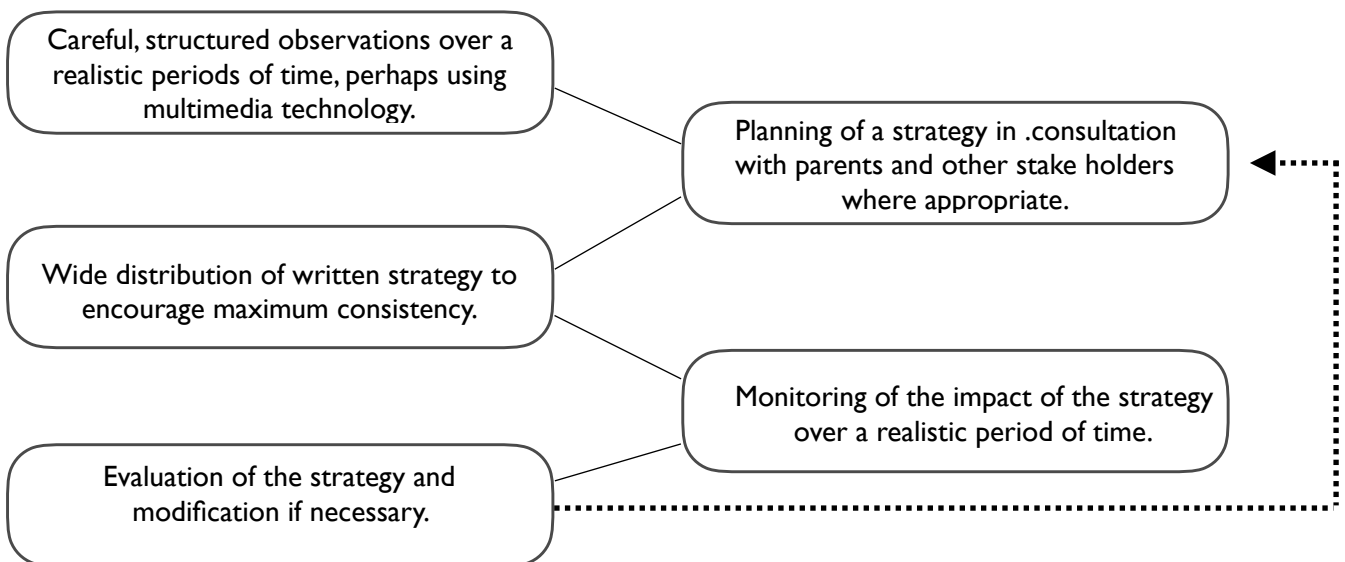 Careful, structured observations over a
realistic periods of time, perhaps using
multimedia technology.
Planning of a strategy in .consultation
with parents and other stake holders
where appropriate.
Wide distribution of written strategy to
encourage maximum consistency.
Monitoring of the impact of the strategy
over a realistic period of time.
Evaluation of the strategy and
modification if necessary.